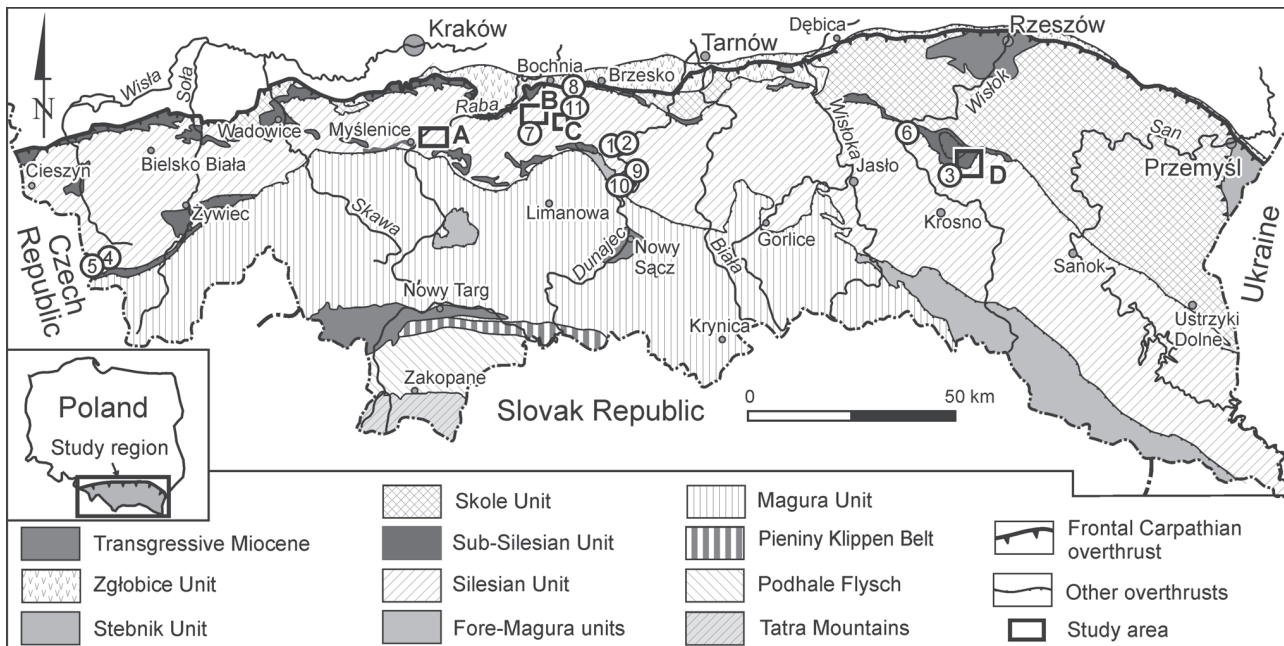 Kraków
Dębica
Rzeszów
Tarnów
Bochnia
Brzesko
Wisła
Soła
N
Raba
8
B
11
C
7
Wisłok
Wadowice
Myślenice
A
1
2
6
San
Przemyśl
Cieszyn
Bielsko Biała
Wisłoka
Jasło
3
D
9
10
Żywiec
Skawa
Limanowa
Krosno
Czech
Republic
5
4
Dunajec
Nowy
Sącz
Biała
Gorlice
Sanok
Ukraine
Nowy Targ
Krynica
Ustrzyki
Dolne
Zakopane
0
50 km
Slovak Republic
Poland
Study region
Transgressive Miocene
Zgłobice Unit
Stebnik Unit
Skole Unit
Sub-Silesian Unit
Silesian Unit
Fore-Magura units
Magura Unit
Pieniny Klippen Belt
Podhale Flysch
Tatra Mountains
Frontal Carpathian
overthrust
Other overthrusts
Study area